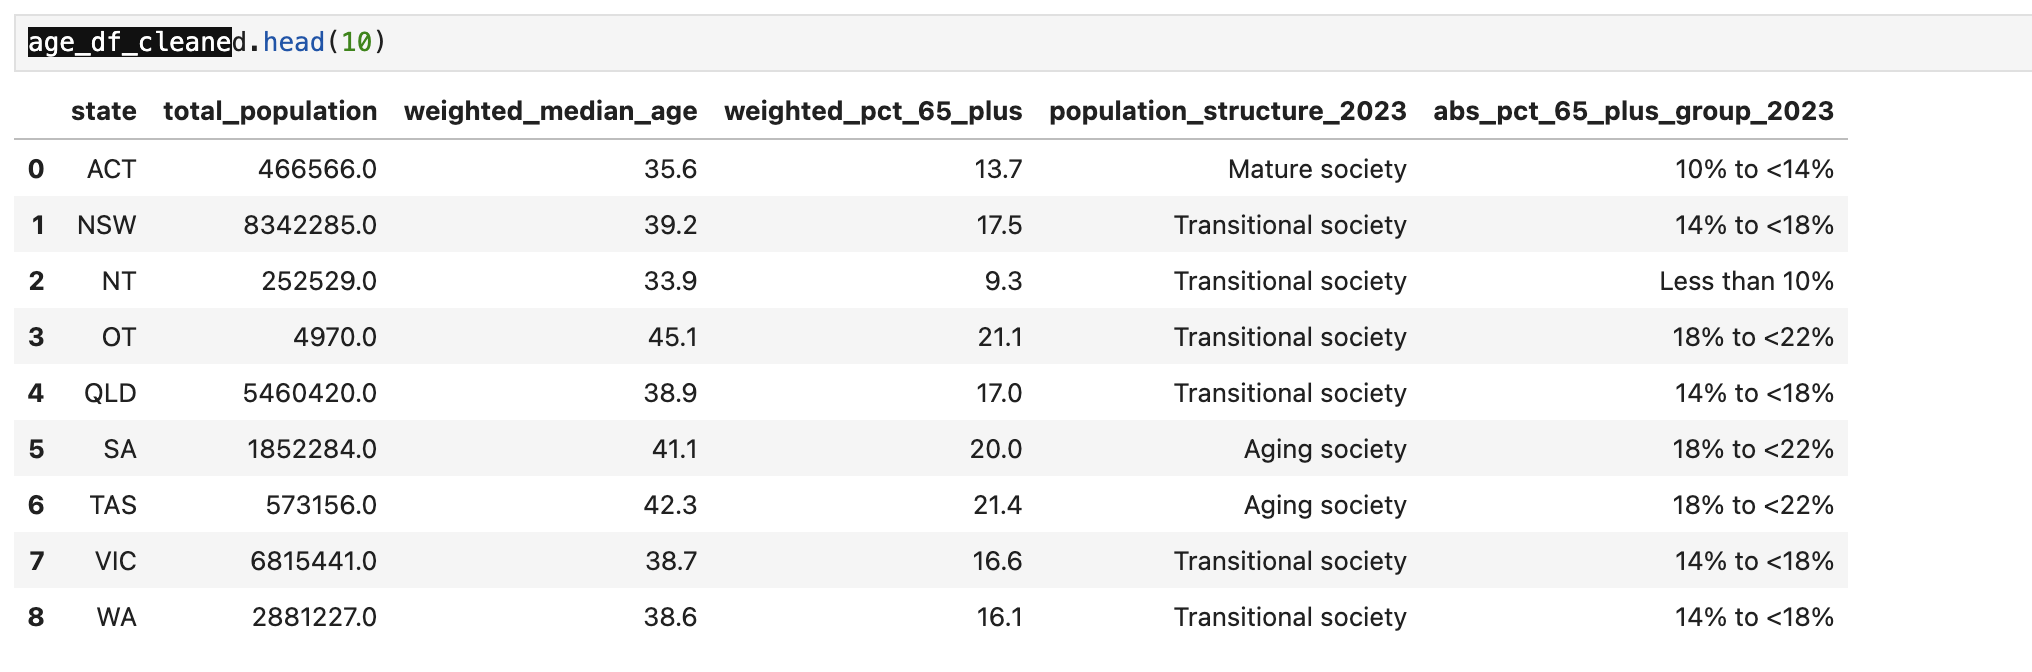 age_df_cleaned.head(10)
state total_population weighted_median_age weighted_pct_65_plus population_structure_2023 abs_pct_65_plus_group_2023
0 ACT 466566.0 35.6 13.7 Mature society 10% to <14%
1 NSW 8342285.0 39.2 17.5 Transitional society 14% to <18%
2 NT 252529.0 33.9 9.3 Transitional society Less than 10%
3 OT 4970.0 45.1 21.1 Transitional society 18% to <22%
4 QLD 5460420.0 38.9 17.0 Transitional society 14% to <18%
5 SA 1852284.0 41.1 20.0 Aging society 18% to <22%
6 TAS 573156.0 42.3 21.4 Aging society 18% to <22%
7 VIC 6815441.0 38.7 16.6 Transitional society 14% to <18%
8 WA 2881227.0 38.6 16.1 Transitional society 14% to <18%